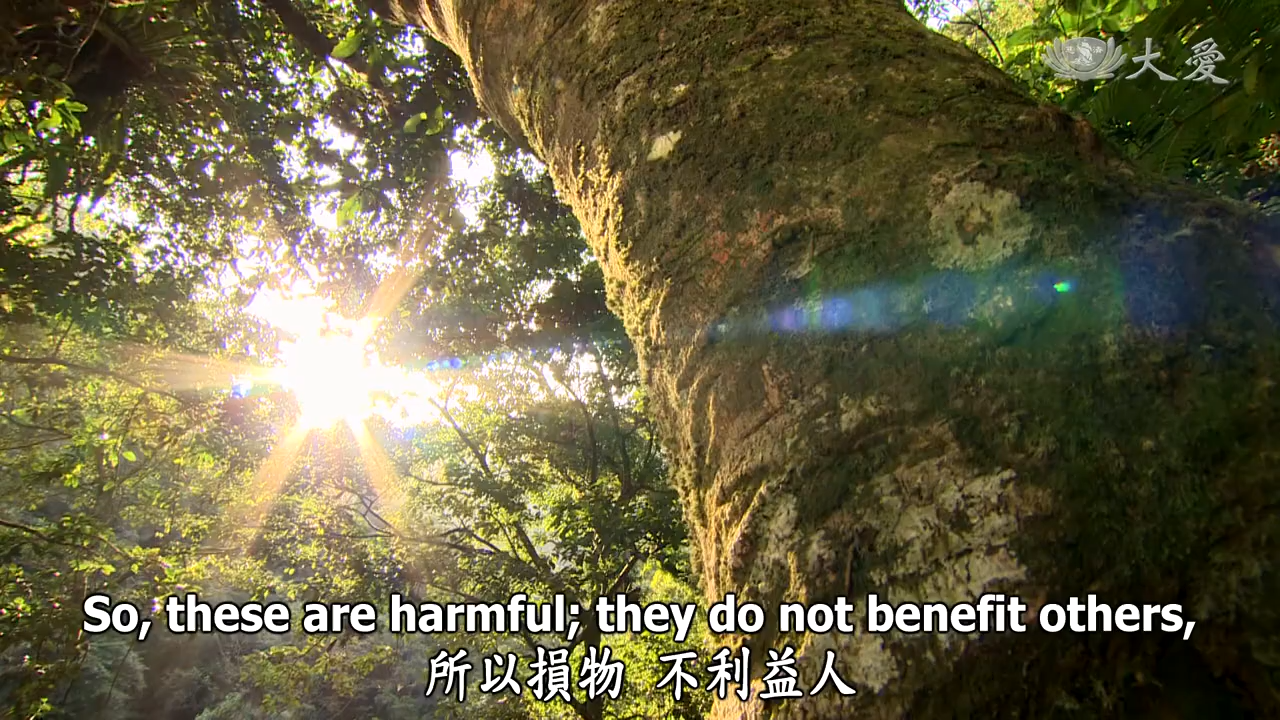 大愛
So, these are harmful; they do not benefit others,
所以損物 不利益人